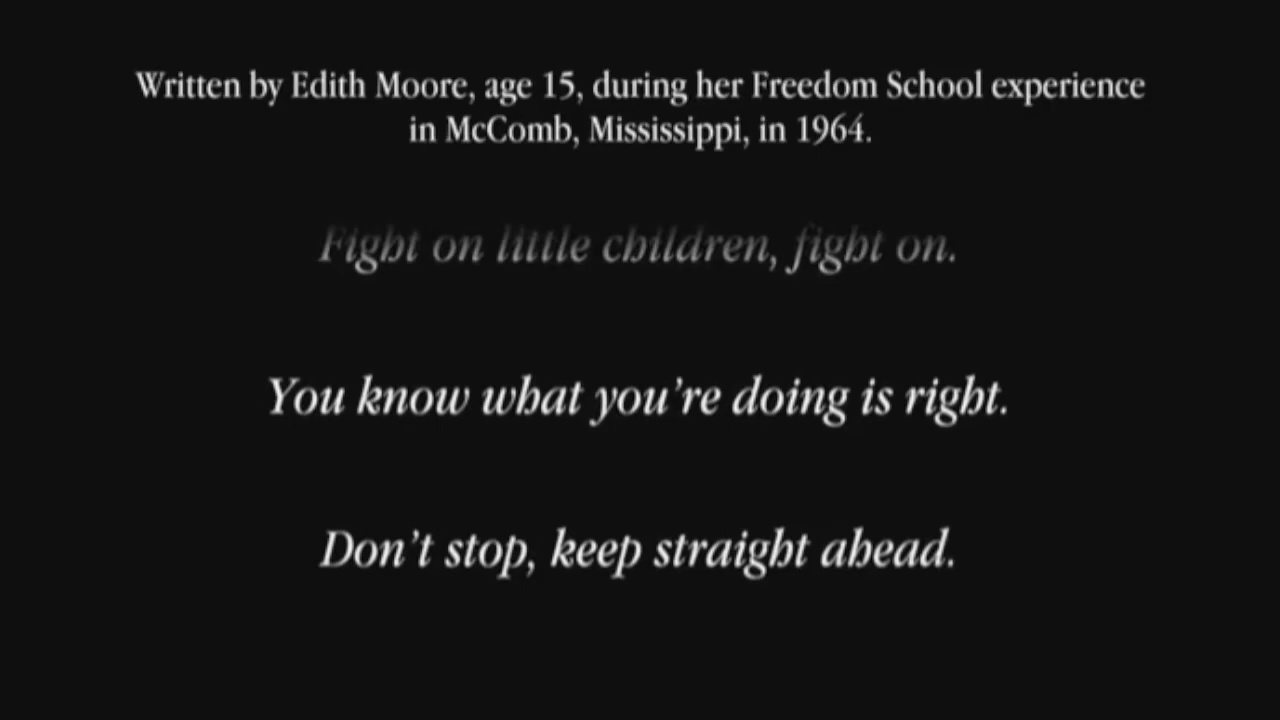 Written by Edith Moore, age 15, during her Freedom School experience
in McComb, Mississippi, in 1964.
Fight on little children, fight on.
You know what you’re doing is right.
Don’t stop, keep straight ahead.